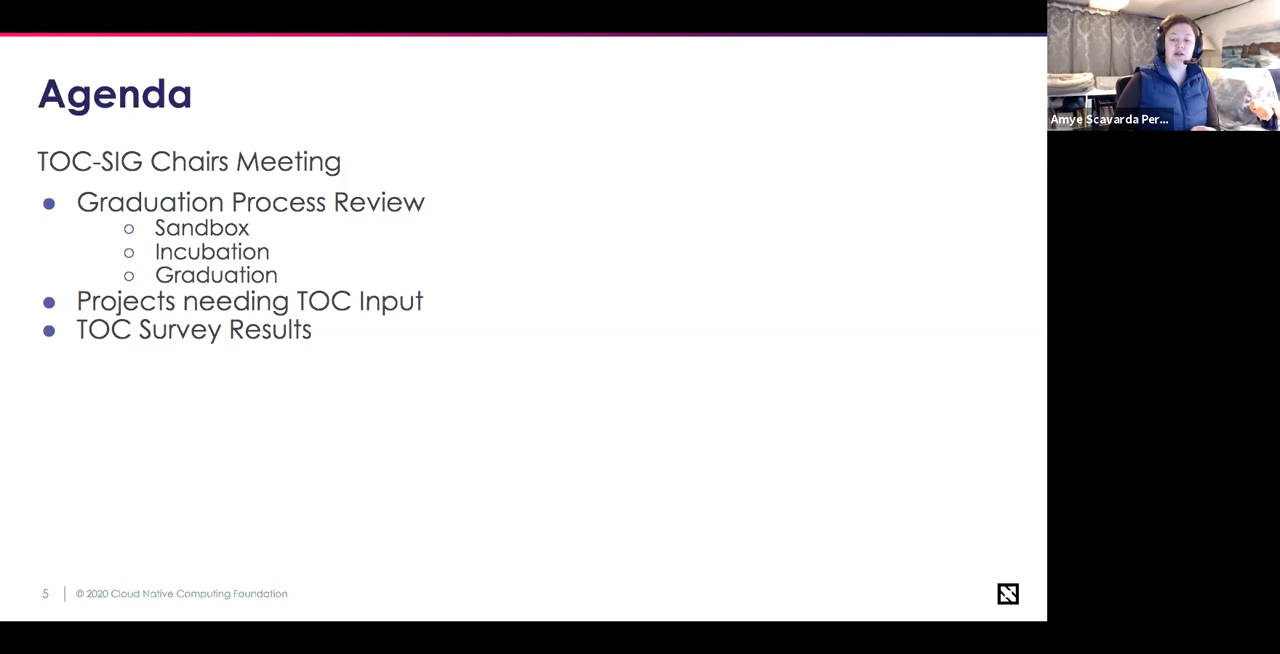 Agenda
TOC-SIG Chairs Meeting
● Graduation Process Review
○ Sandbox
○ Incubation
○ Graduation
● Projects needing TOC Input
● TOC Survey Results
5 | © 2020 Cloud Native Computing Foundation
Amye Scavarda Per...